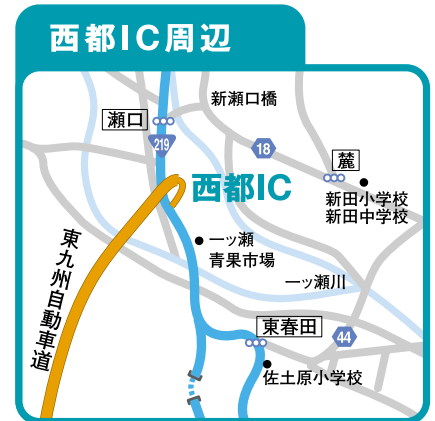 西都IC周辺
新瀬口橋
瀬口
219
18
麓
西都IC
新田小学校
新田中学校
一ッ瀬
青果市場
東九州自動車道
一ッ瀬川
東春田
44
佐土原小学校